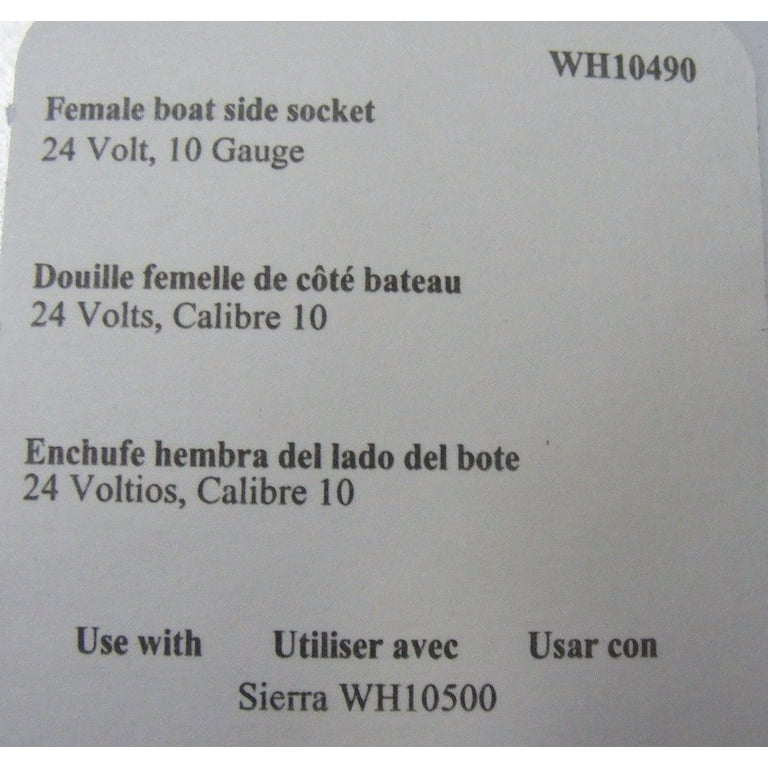 WH10490
Female boat side socket
24 Volt, 10 Gauge
Douille femelle de côté bateau
24 Volts, Calibre 10
Enchufe hembra del lado del bote
24 Voltios, Calibre 10
Use with Utiliser avec Usar con
Sierra WH10500